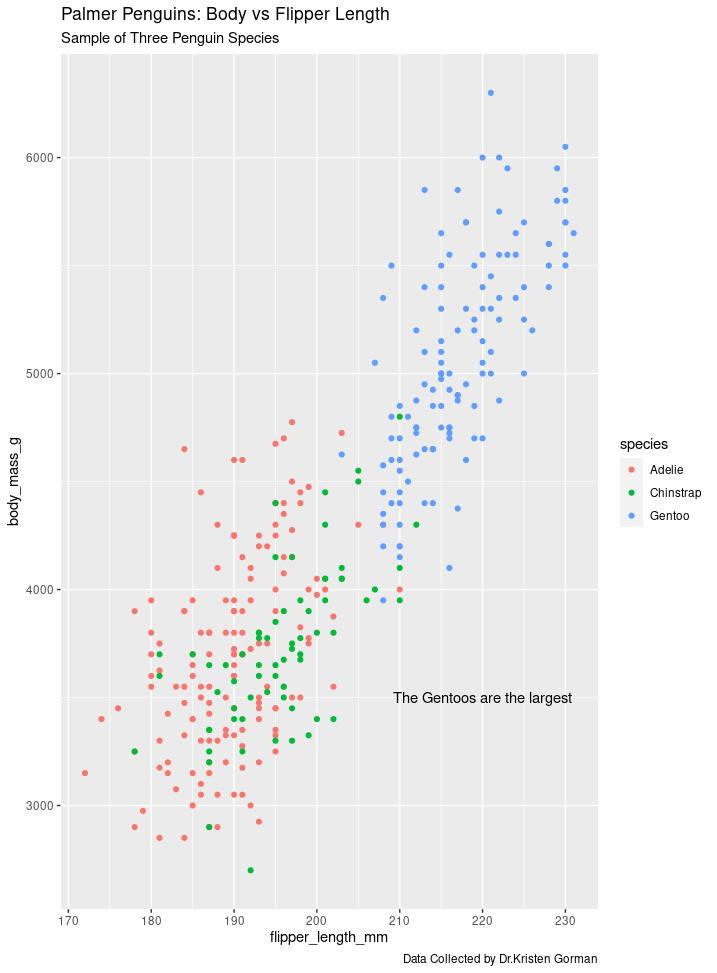 Palmer Penguins: Body vs Flipper Length
Sample of Three Penguin Species
6000
5000
4000
3000
body_mass_g
The Gentoos are the largest
species
Adelie
Chinstrap
Gentoo
170 180 190 200 210 220 230
flipper_length_mm
Data Collected by Dr.Kristen Gorman